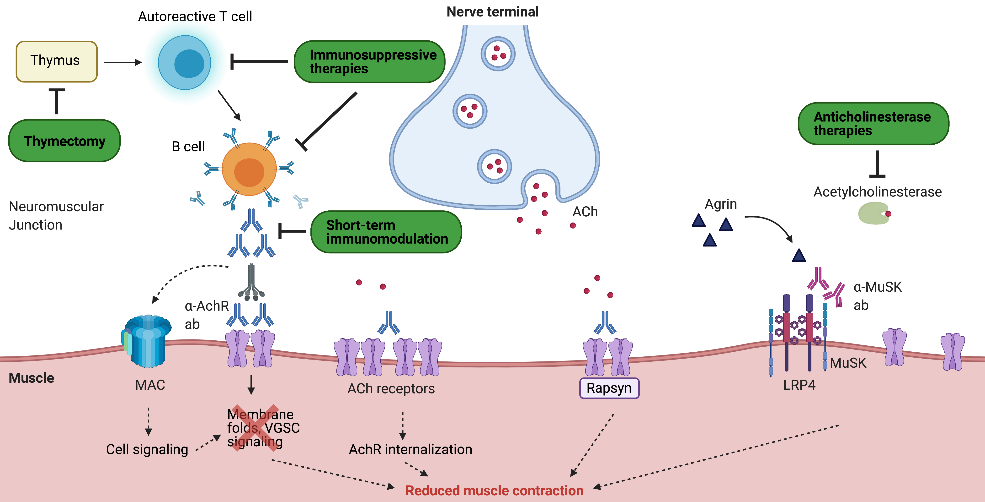 Autoreactive T cell
Nerve terminal
Thymus
Immunosuppressive
therapies
Anticholinesterase
therapies
Thymectomy
B cell
Acetylcholinesterase
Neuromuscular
Junction
Short-term
immunomodulation
ACh
Agrin
α-AchR
ab
α-MuSK
ab
Muscle
MAC
ACh receptors
Rapsyn
MuSK
LRP4
Membrane
folds, VGSC
signaling
Cell signaling
AchR internalization
Reduced muscle contraction